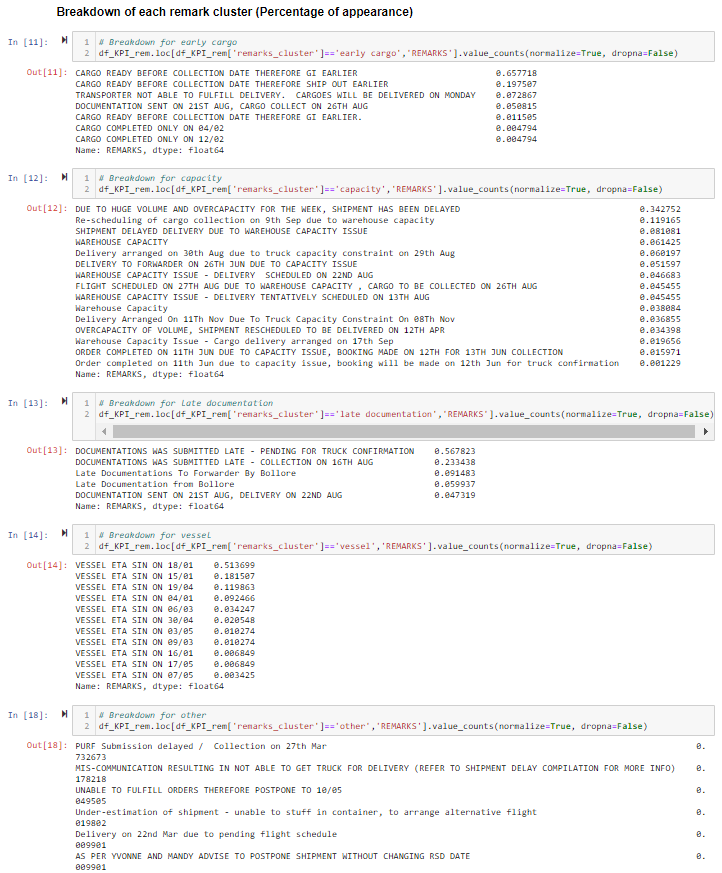 Breakdown of each remark cluster (Percentage of appearance)
In [11]:
1 # Breakdown for early cargo
2 df_KPI_rem.loc[df_KPI_rem['remarks_cluster']=='early cargo','REMARKS'].value_counts(normalize=True, dropna=False)
Out[11]: CARGO READY BEFORE COLLECTION DATE THEREFORE GI EARLIER 0.657718
CARGO READY BEFORE COLLECTION DATE THEREFORE SHIP OUT EARLIER 0.197507
TRANSPORTER NOT ABLE TO FULFILL DELIVERY.  CARGOES WILL BE DELIVERED ON MONDAY 0.072867
DOCUMENTATION SENT ON 21ST AUG, CARGO COLLECT ON 26TH AUG 0.050815
CARGO READY BEFORE COLLECTION DATE THEREFORE GI EARLIER. 0.011505
CARGO COMPLETED ONLY ON 04/02 0.004794
CARGO COMPLETED ONLY ON 12/02 0.004794
Name: REMARKS, dtype: float64
In [12]:
1 # Breakdown for capacity
2 df_KPI_rem.loc[df_KPI_rem['remarks_cluster']=='capacity','REMARKS'].value_counts(normalize=True, dropna=False)
Out[12]: DUE TO HUGE VOLUME AND OVERCAPACITY FOR THE WEEK, SHIPMENT HAS BEEN DELAYED 0.342752
Re-scheduling of cargo collection on 9th Sep due to warehouse capacity 0.119165
SHIPMENT DELAYED DELIVERY DUE TO WAREHOUSE CAPACITY ISSUE 0.081081
WAREHOUSE CAPACITY 0.061425
Delivery arranged on 30th Aug due to truck capacity constraint on 29th Aug 0.060197
DELIVERY TO FORWARDER ON 26TH JUN DUE TO CAPACITY ISSUE 0.051597
WAREHOUSE CAPACITY ISSUE - DELIVERY  SCHEDULED ON 22ND AUG 0.046683
FLIGHT SCHEDULED ON 27TH AUG DUE TO WAREHOUSE CAPACITY , CARGO TO BE COLLECTED ON 26TH AUG 0.045455
WAREHOUSE CAPACITY ISSUE - DELIVERY TENTATIVELY SCHEDULED ON 13TH AUG 0.045455
Warehouse Capacity 0.038084
Delivery Arranged On 11Th Nov Due To Truck Capacity Constraint On 08Th Nov 0.036855
OVERCAPACITY OF VOLUME, SHIPMENT RESCHEDULED TO BE DELIVERED ON 12TH APR 0.034398
Warehouse Capacity Issue - Cargo delivery arranged on 17th Sep 0.019656
ORDER COMPLETED ON 11TH JUN DUE TO CAPACITY ISSUE, BOOKING MADE ON 12TH FOR 13TH JUN COLLECTION 0.015971
Order completed on 11th Jun due to capacity issue, booking will be made on 12th Jun for truck confirmation 0.001229
Name: REMARKS, dtype: float64
In [13]:
1 # Breakdown for Late documentation
2 df_KPI_rem.loc[df_KPI_rem['remarks_cluster']=='late documentation','REMARKS'].value_counts(normalize=True, dropna=False)
Out[13]: DOCUMENTATIONS WAS SUBMITTED LATE - PENDING FOR TRUCK CONFIRMATION 0.567823
DOCUMENTATIONS WAS SUBMITTED LATE - COLLECTION ON 16TH AUG 0.233438
Late Documentations To Forwarder By Bollore 0.091483
Late Documentation from Bollore 0.059937
DOCUMENTATION SENT ON 21ST AUG, DELIVERY ON 22ND AUG 0.047319
Name: REMARKS, dtype: float64
In [14]:
1 # Breakdown for vessel
2 df_KPI_rem.loc[df_KPI_rem['remarks_cluster']=='vessel','REMARKS'].value_counts(normalize=True, dropna=False)
Out[14]: VESSEL ETA SIN ON 18/01 0.513699
VESSEL ETA SIN ON 15/01 0.181507
VESSEL ETA SIN ON 19/04 0.119863
VESSEL ETA SIN ON 04/01 0.092466
VESSEL ETA SIN ON 06/03 0.034247
VESSEL ETA SIN ON 30/04 0.020548
VESSEL ETA SIN ON 03/05 0.010274
VESSEL ETA SIN ON 09/03 0.010274
VESSEL ETA SIN ON 16/01 0.006849
VESSEL ETA SIN ON 17/05 0.006849
VESSEL ETA SIN ON 07/05 0.003425
Name: REMARKS, dtype: float64
In [18]:
1 # Breakdown for other
2 df_KPI_rem.loc[df_KPI_rem['remarks_cluster']=='other','REMARKS'].value_counts(normalize=True, dropna=False)
Out[18]: PURF Submission delayed /  Collection on 27th Mar 0.
732673
MIS-COMMUNICATION RESULTING IN NOT ABLE TO GET TRUCK FOR DELIVERY (REFER TO SHIPMENT DELAY COMPILATION FOR MORE INFO) 0.
178218
UNABLE TO FULFILL ORDERS THEREFORE POSTPONE TO 10/05 0.
049505
Under-estimation of shipment - unable to stuff in container, to arrange alternative flight 0.
019802
Delivery on 22nd Mar due to pending flight schedule 0.
009901
AS PER YVONNE AND MANDY ADVISE TO POSTPONE SHIPMENT WITHOUT CHANGING RSD DATE 0.
009901